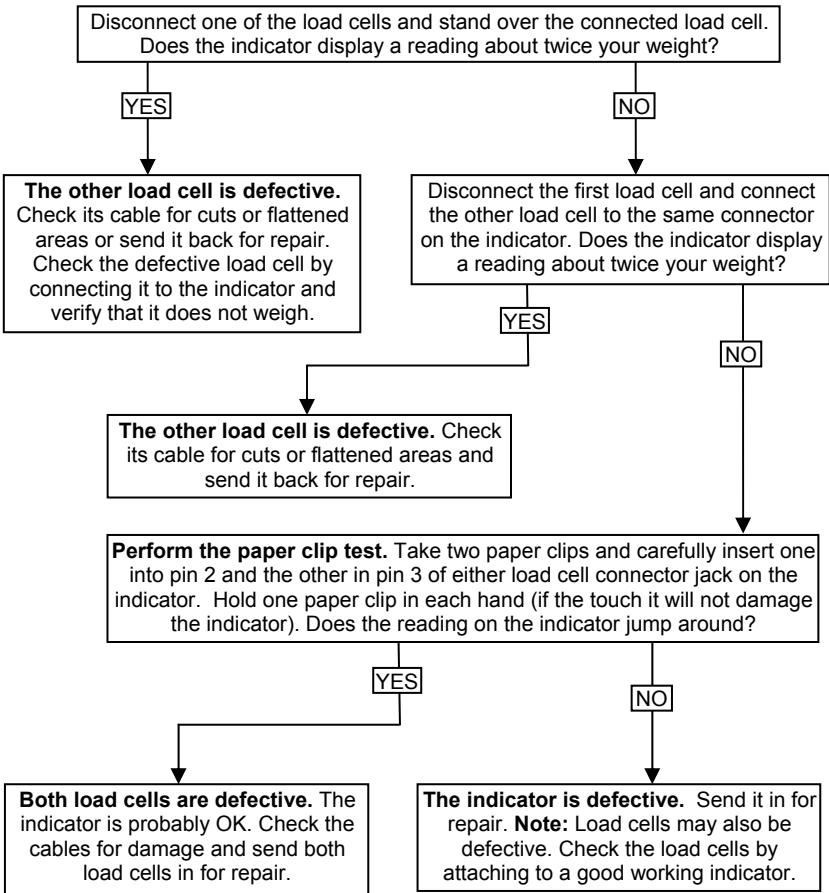 Disconnect one of the load cells and stand over the connected load cell.
Does the indicator display a reading about twice your weight?
YES
NO
The other load cell is defective.
Check its cable for cuts or flattened
areas or send it back for repair.
Check the defective load cell by
connecting it to the indicator and
verify that it does not weigh.
Disconnect the first load cell and connect
the other load cell to the same connector
on the indicator. Does the indicator display
a reading about twice your weight?
YES
NO
The other load cell is defective. Check
its cable for cuts or flattened areas and
send it back for repair.
Perform the paper clip test. Take two paper clips and carefully insert one
into pin 2 and the other in pin 3 of either load cell connector jack on the
indicator.  Hold one paper clip in each hand (if the touch it will not damage
the indicator). Does the reading on the indicator jump around?
YES
NO
Both load cells are defective. The
indicator is probably OK. Check the
cables for damage and send both
load cells in for repair.
The indicator is defective.  Send it in for
repair. Note: Load cells may also be
defective. Check the load cells by
attaching to a good working indicator.